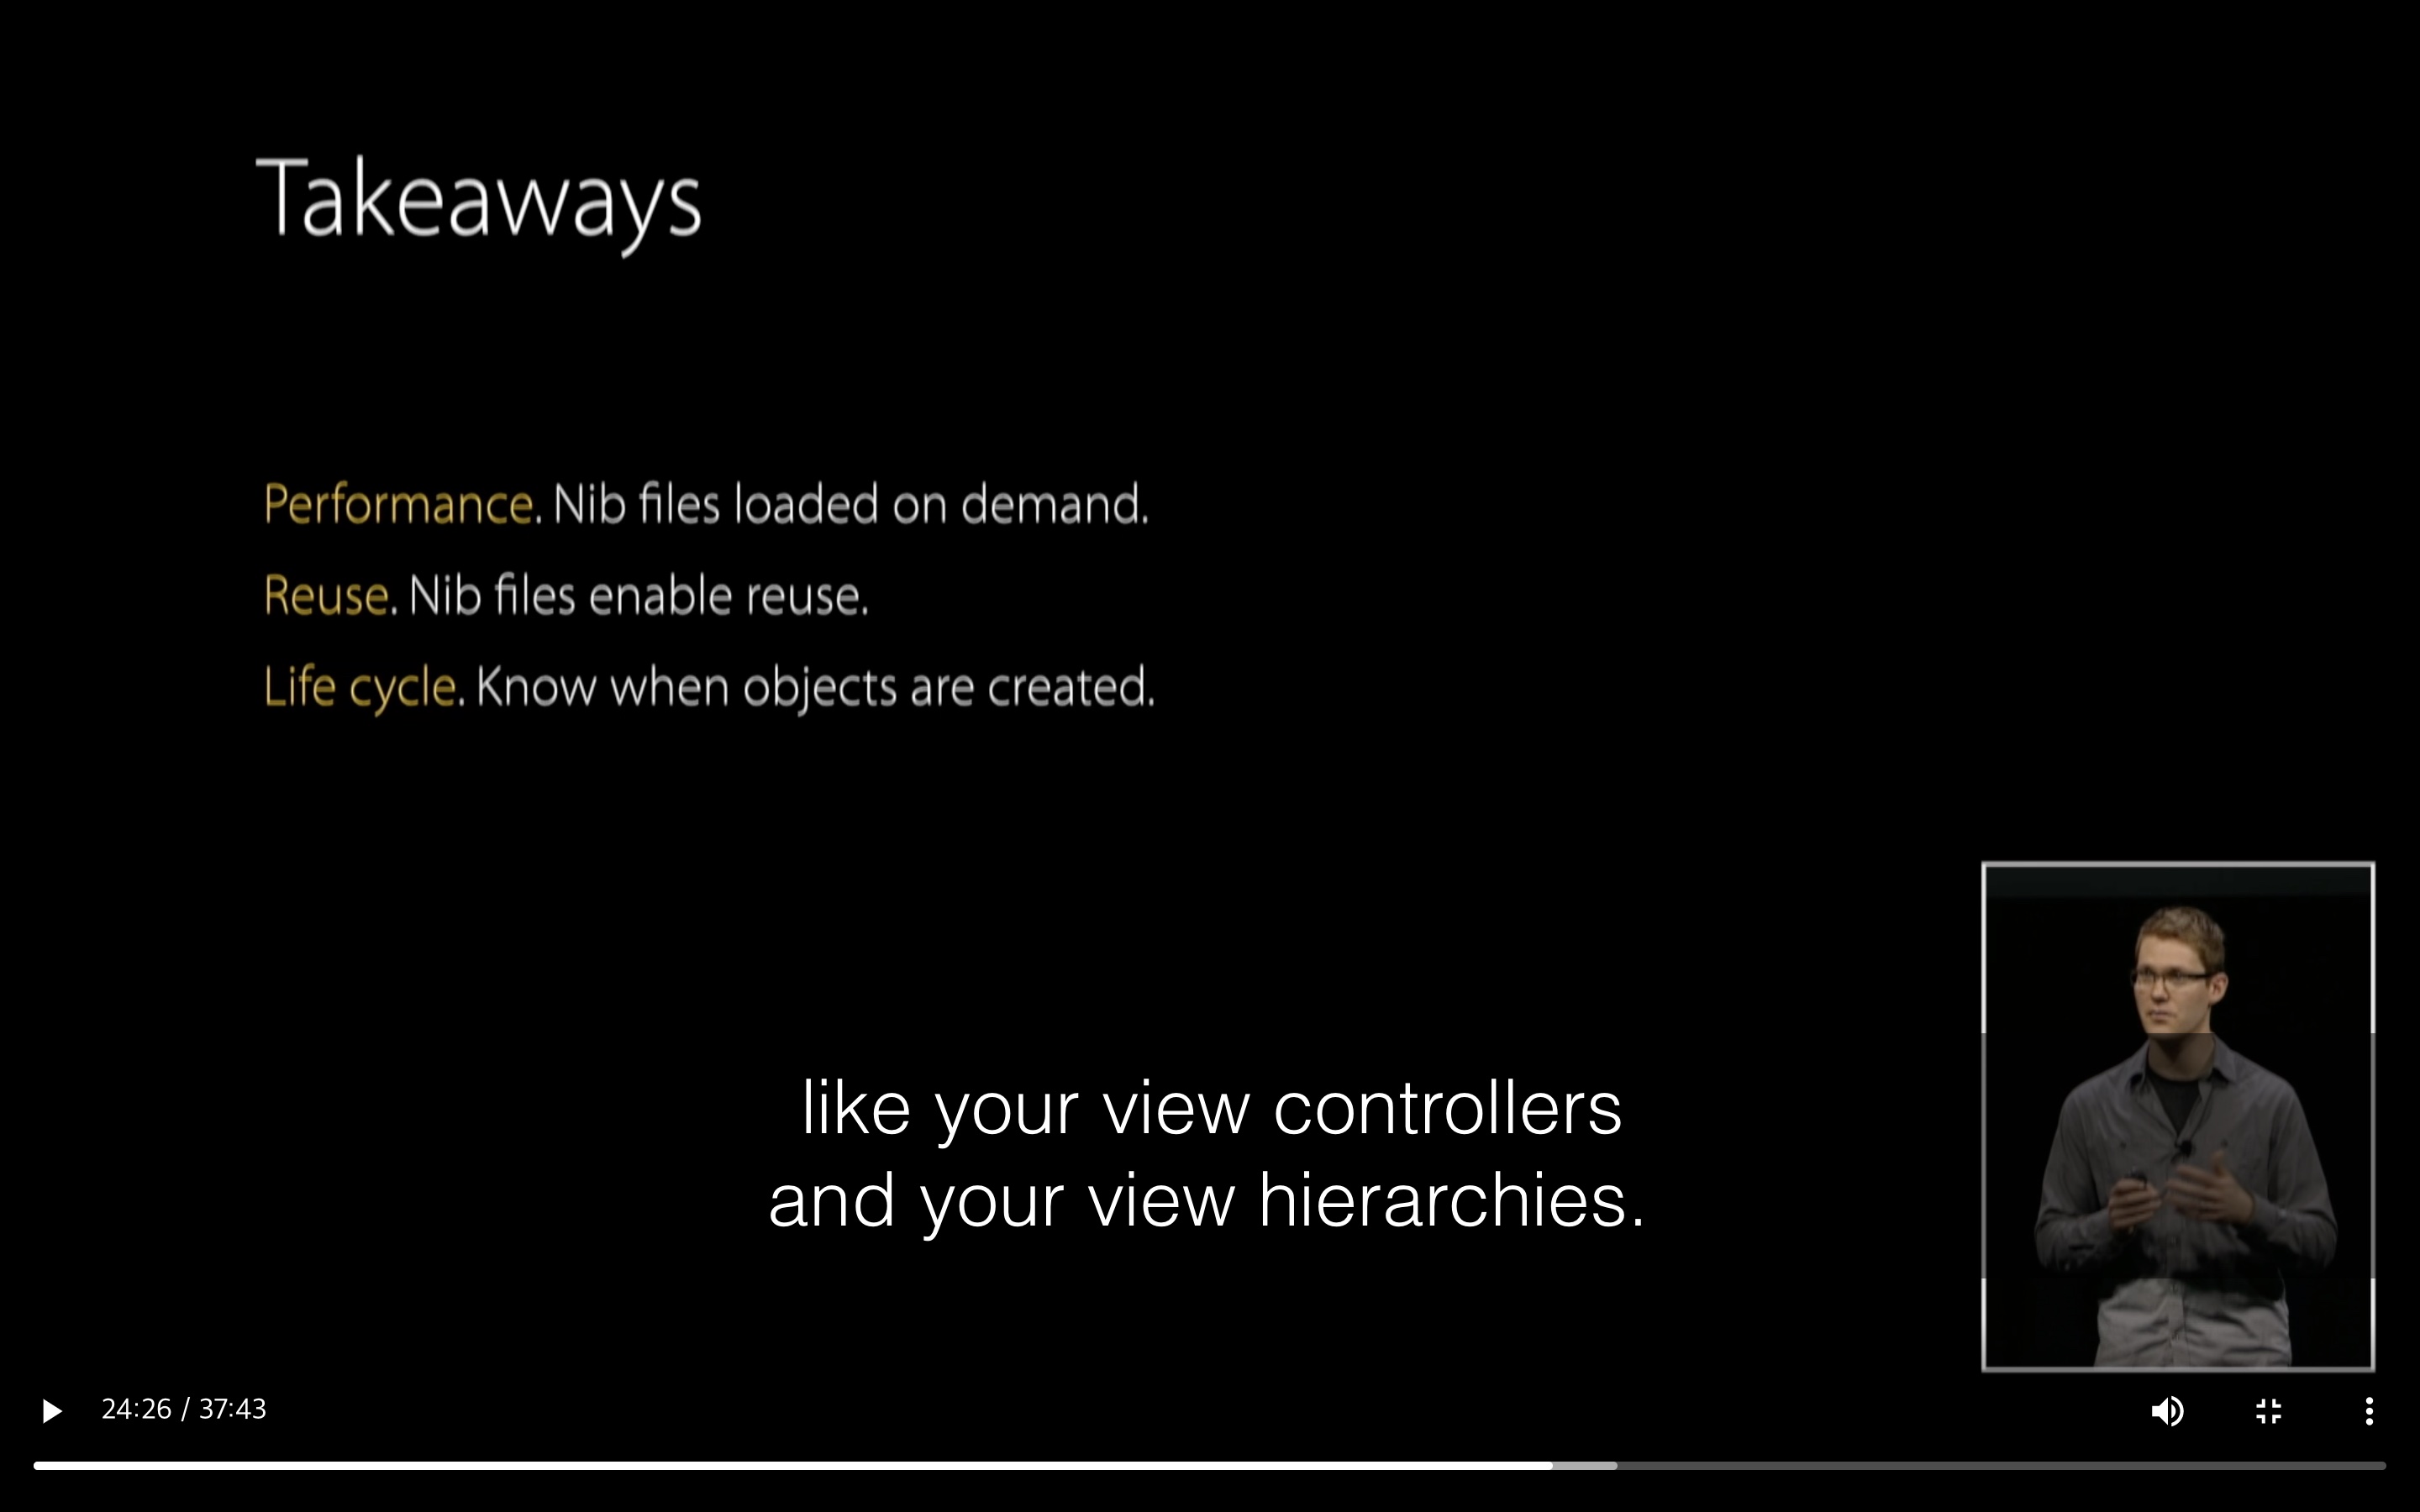 Takeaways
Performance. Nib files loaded on demand.
Reuse. Nib files enable reuse.
Life cycle. Know when objects are created.
like your view controllers
and your view hierarchies.
24:26 / 37:43